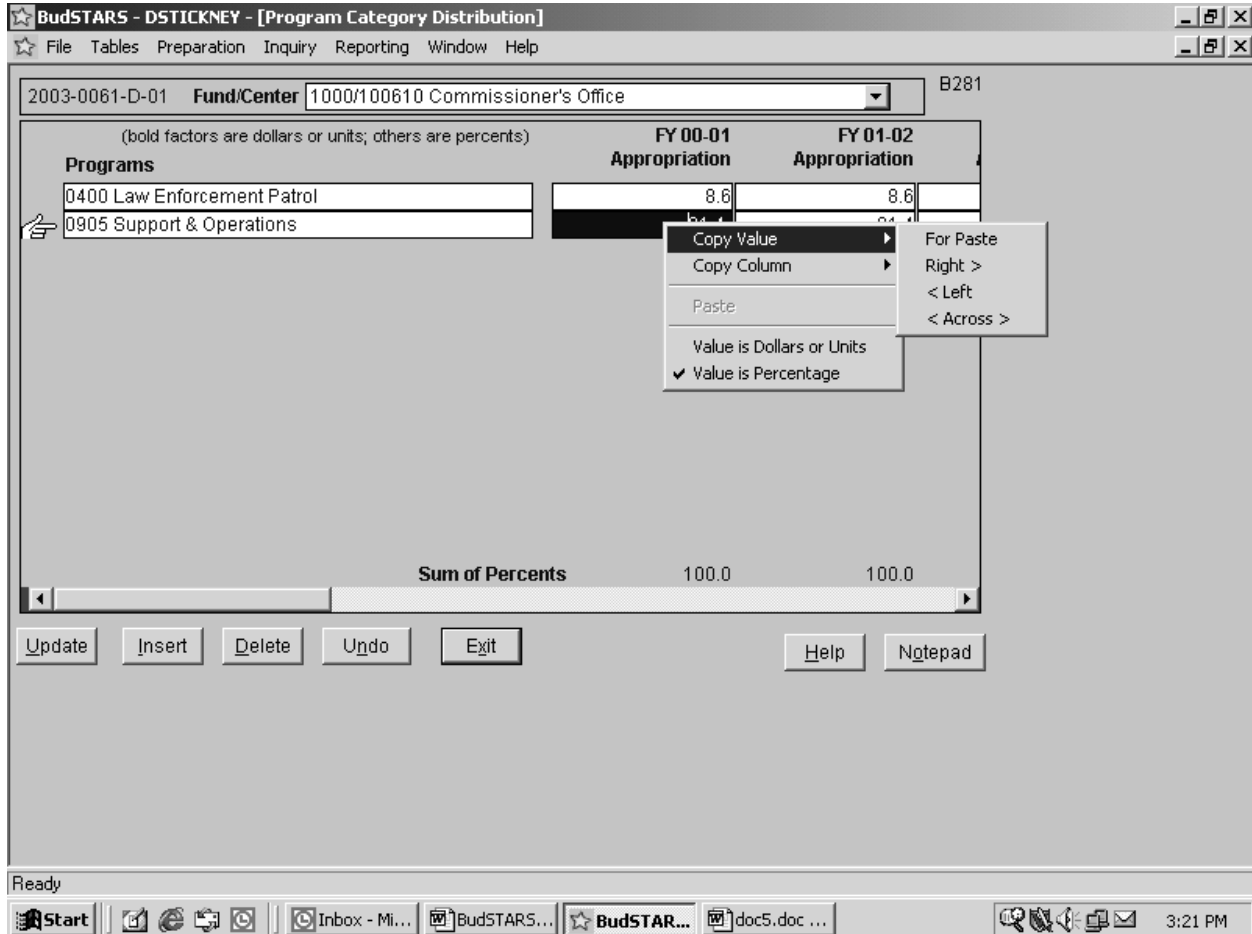 BudSTARS - DSTICKNEY - [Program Category Distribution]
File Tables Preparation Inquiry Reporting Window Help
2003-0061-D-01 Fund/Center 1000/100610 Commissioner's Office B281
(bold factors are dollars or units; others are percents) FY 00-01 FY 01-02
Programs Appropriation Appropriation
0400 Law Enforcement Patrol 8.6 8.6
0905 Support & Operations
Copy Value For Paste
Copy Column Right >
< Left
Paste < Across >
Value is Dollars or Units
Value is Percentage
Sum of Percents 100.0 100.0
Update Insert Delete Undo Exit Help Notepad
Ready
Start Inbox - Mi... BudSTARS... BudSTAR... doc5.doc ... 3:21 PM